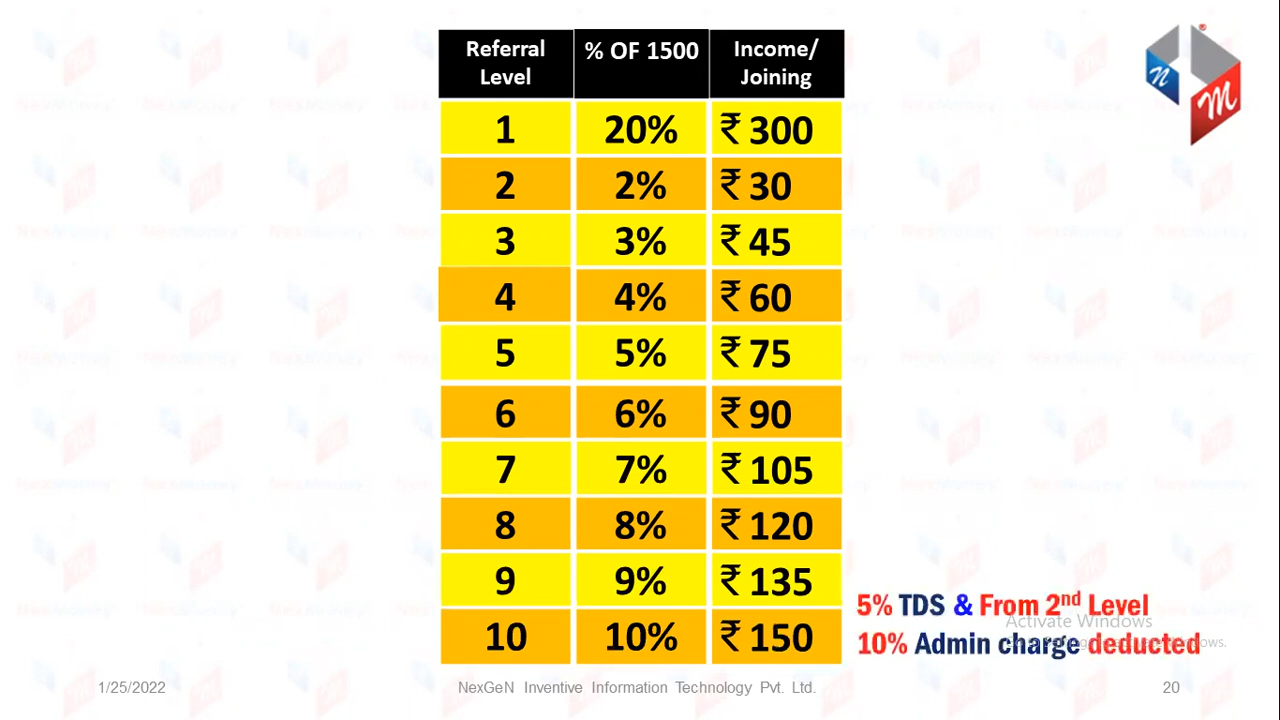 Referral Level % OF 1500 Income/ Joining
1 20% ₹ 300
2 2% ₹ 30
3 3% ₹ 45
4 4% ₹ 60
5 5% ₹ 75
6 6% ₹ 90
7 7% ₹ 105
8 8% ₹ 120
9 9% ₹ 135
10 10% ₹ 150
5% TDS & From 2nd Level
Activate Windows
10% Admin charge deducted
1/25/2022 NexGeN Inventive Information Technology Pvt. Ltd. 20